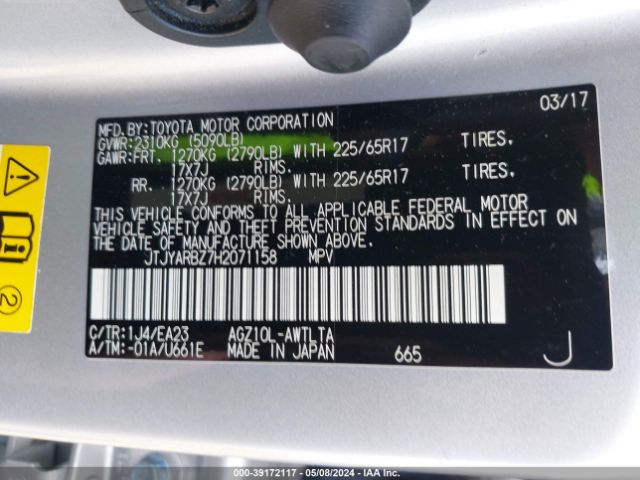 MFD.BY:TOYOTA MOTOR CORPORATION 03/17
GVWR:2310KG (5090LB)
GAWR:FRT. 1270KG (2790LB) WITH 225/65R17 TIRES,
17X7J RIMS.
RR. 1270KG (2790LB) WITH 225/65R17 TIRES,
17X7J RIMS.
THIS VEHICLE CONFORMS TO ALL APPLICABLE FEDERAL MOTOR
VEHICLE SAFETY AND THEFT PREVENTION STANDARDS IN EFFECT ON
THE DATE OF MANUFACTURE SHOWN ABOVE.
JTJYARBZ7H2071158 MPV
C/TR:1J4/EA23 AGZ10L-AWTLTA
A/TM:-01A/U661E MADE IN JAPAN 665 J
2
000-39172117 - 05/08/2024 - IAAI.COM